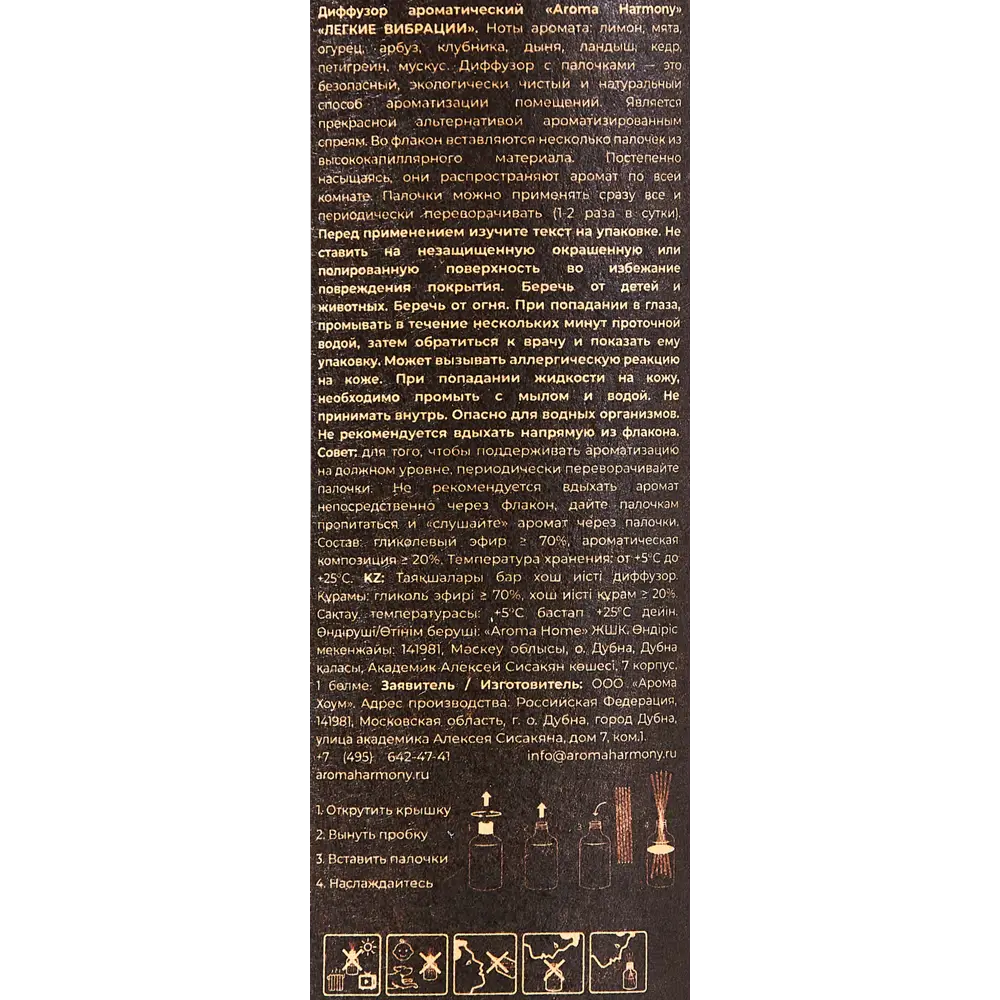 Диффузор ароматический «Aroma Harmony»
«ЛЕГКИЕ ВИБРАЦИИ». Ноты аромата: лимон, мята,
огурец, арбуз, клубника, дыня, ландыш, кедр,
петигрейн, мускус. Диффузор с палочками – это
безопасный, экологически чистый и натуральный
способ ароматизации помещений. Является
прекрасной альтернативой ароматизированным
спреям. Во флакон вставляются несколько палочек из
высококапиллярного материала. Постепенно
насыщаясь, они распространяют аромат по всей
комнате. Палочки можно применять сразу все и
периодически переворачивать (1-2 раза в сутки).
Перед применением изучите текст на упаковке. Не
ставить на незащищенную окрашенную или
полированную поверхность во избежание
повреждения покрытия. Беречь от детей и
животных. Беречь от огня. При попадании в глаза,
промывать в течение нескольких минут проточной
водой, затем обратиться к врачу и показать ему
упаковку. Может вызывать аллергическую реакцию
на коже. При попадании жидкости на кожу,
необходимо промыть с мылом и водой. Не
принимать внутрь. Опасно для водных организмов.
Не рекомендуется вдыхать напрямую из флакона.
Совет: для того, чтобы поддерживать ароматизацию
на должном уровне, периодически переворачивайте
палочки. Не рекомендуется вдыхать аромат
непосредственно через флакон, дайте палочкам
пропитаться и «слушайте» аромат через палочки.
Состав: гликолевый эфир ≥ 70%, ароматическая
композиция ≥ 20%. Температура хранения: от +5°C до
+25°C. KZ: Таяқшалары бар хош иісті диффузор.
Құрамы: гликоль эфирі ≥ 70%, хош иісті құрам ≥ 20%.
Сақтау температурасы: +5°C бастап +25°C дейін.
Өндіруші/Өтінім беруші: «Aroma Home» ЖШК. Өндіріс
мекенжайы: 141981, Мәскеу облысы, о. Дубна, Дубна
қаласы, Академик Алексей Сисакян көшесі, 7 корпус,
1 бөлме. Заявитель / Изготовитель: ООО «Арома
Хоум». Адрес производства: Российская Федерация,
141981, Московская область, г. о. Дубна, город Дубна,
улица академика Алексея Сисакяна, дом 7, ком.1.
+7 (495) 642-47-41 info@aromaharmony.ru
aromaharmony.ru
1. Открутить крышку
2. Вынуть пробку
3. Вставить палочки
4. Наслаждайтесь